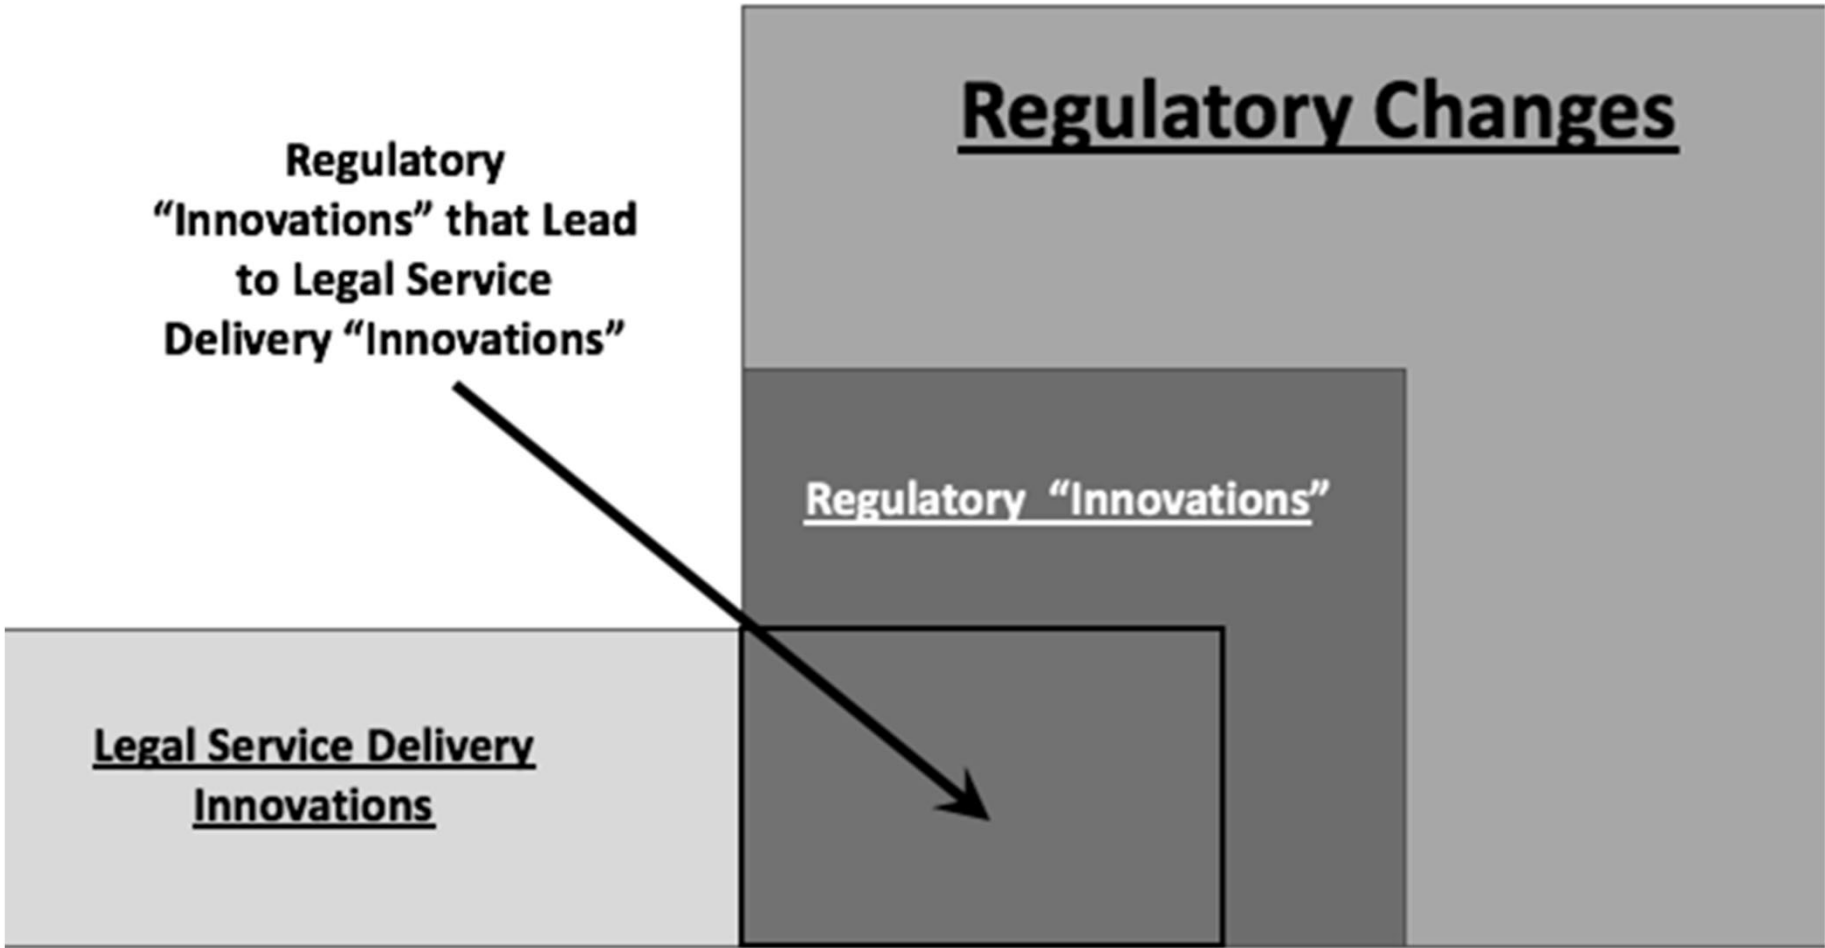 Regulatory Changes
Regulatory
“Innovations” that Lead
to Legal Service
Delivery “Innovations”
Regulatory “Innovations”
Legal Service Delivery
Innovations